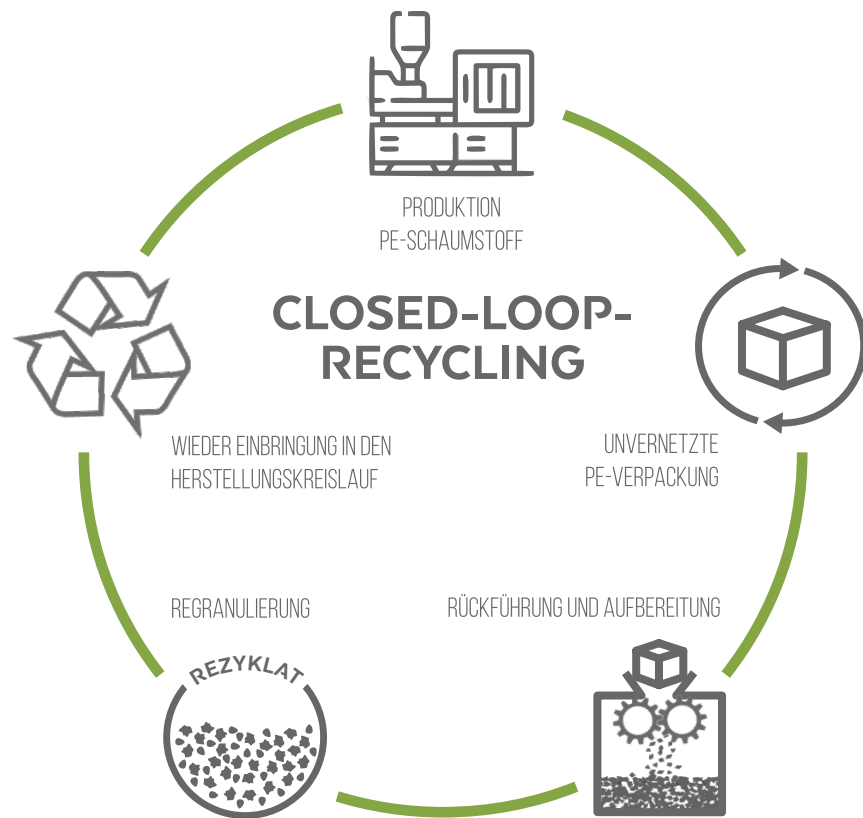 PRODUKTION
PE-SCHAUMSTOFF
CLOSED-LOOP-
RECYCLING
WIEDER EINBRINGUNG IN DEN
HERSTELLUNGSKREISLAUF
UNVERNETZTE
PE-VERPACKUNG
REGRANULIERUNG
RÜCKFÜHRUNG UND AUFBEREITUNG
REZYKLAT